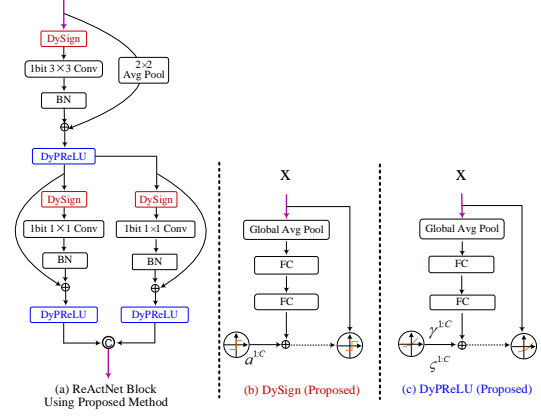 DySign
1bit 3×3 Conv
2×2
Avg Pool
BN
DyPReLU
DySign
DySign
1bit 1×1 Conv
1bit 1×1 Conv
BN
BN
DyPReLU
DyPReLU
C
(a) ReActNet Block
Using Proposed Method
X
Global Avg Pool
FC
FC
a^{1:C}
(b) DySign (Proposed)
X
Global Avg Pool
FC
FC
γ^{1:C}
ς^{1:C}
(c) DyPReLU (Proposed)